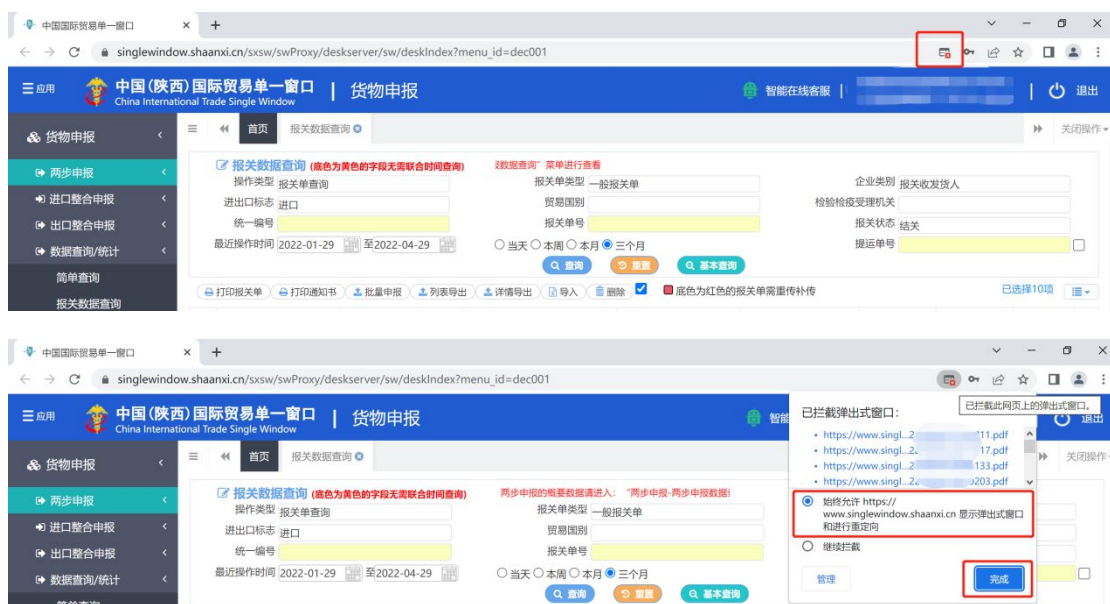 中国国际贸易单一窗口
singlewindow.shaanxi.cn/sxsw/swProxy/deskserver/sw/deskIndex?menu_id=dec001
应用 中国(陕西)国际贸易单一窗口 | 货物申报 智能在线客服 | 退出
China International Trade Single Window
货物申报 首页 报关数据查询 关闭操作
两步申报 报关数据查询 (底色为黄色的字段无需联合时间查询) 数据查询”菜单进行查看
操作类型 报关单查询 报关单类型 一般报关单 企业类别 报关收发货人
进口整合申报 进出口标志 进口 贸易国别 检验检疫受理机关
出口整合申报 统一编号 报关单号 报关状态 结关
数据查询/统计 最近操作时间 2022-01-29 至 2022-04-29 当天 本周 本月 三个月 提运单号
简单查询 查询 重置 基本查询
报关数据查询 打印报关单 打印通知书 批量申报 列表导出 详情导出 导入 删除 底色为红色的报关单需重传补传 已选择10项
中国国际贸易单一窗口
singlewindow.shaanxi.cn/sxsw/swProxy/deskserver/sw/deskIndex?menu_id=dec001
已拦截此网页上的弹出式窗口。
应用 中国(陕西)国际贸易单一窗口 | 货物申报 智能 退出
China International Trade Single Window
已拦截弹出式窗口:
https://www.singl...2 211.pdf
https://www.singl...2 17.pdf
https://www.singl...2 133.pdf
https://www.singl...22 0203.pdf
货物申报 首页 报关数据查询 关闭操作
两步申报 报关数据查询 (底色为黄色的字段无需联合时间查询) 两步申报的概要数据请进入: “两步申报-两步申报数据
操作类型 报关单查询 报关单类型 一般报关单
始终允许 https://
www.singlewindow.shaanxi.cn 显示弹出式窗口
和进行重定向
进口整合申报 进出口标志 进口 贸易国别
继续拦截
出口整合申报 统一编号 报关单号
数据查询/统计 最近操作时间 2022-01-29 至 2022-04-29 当天 本周 本月 三个月
管理 完成
查询 重置 基本查询